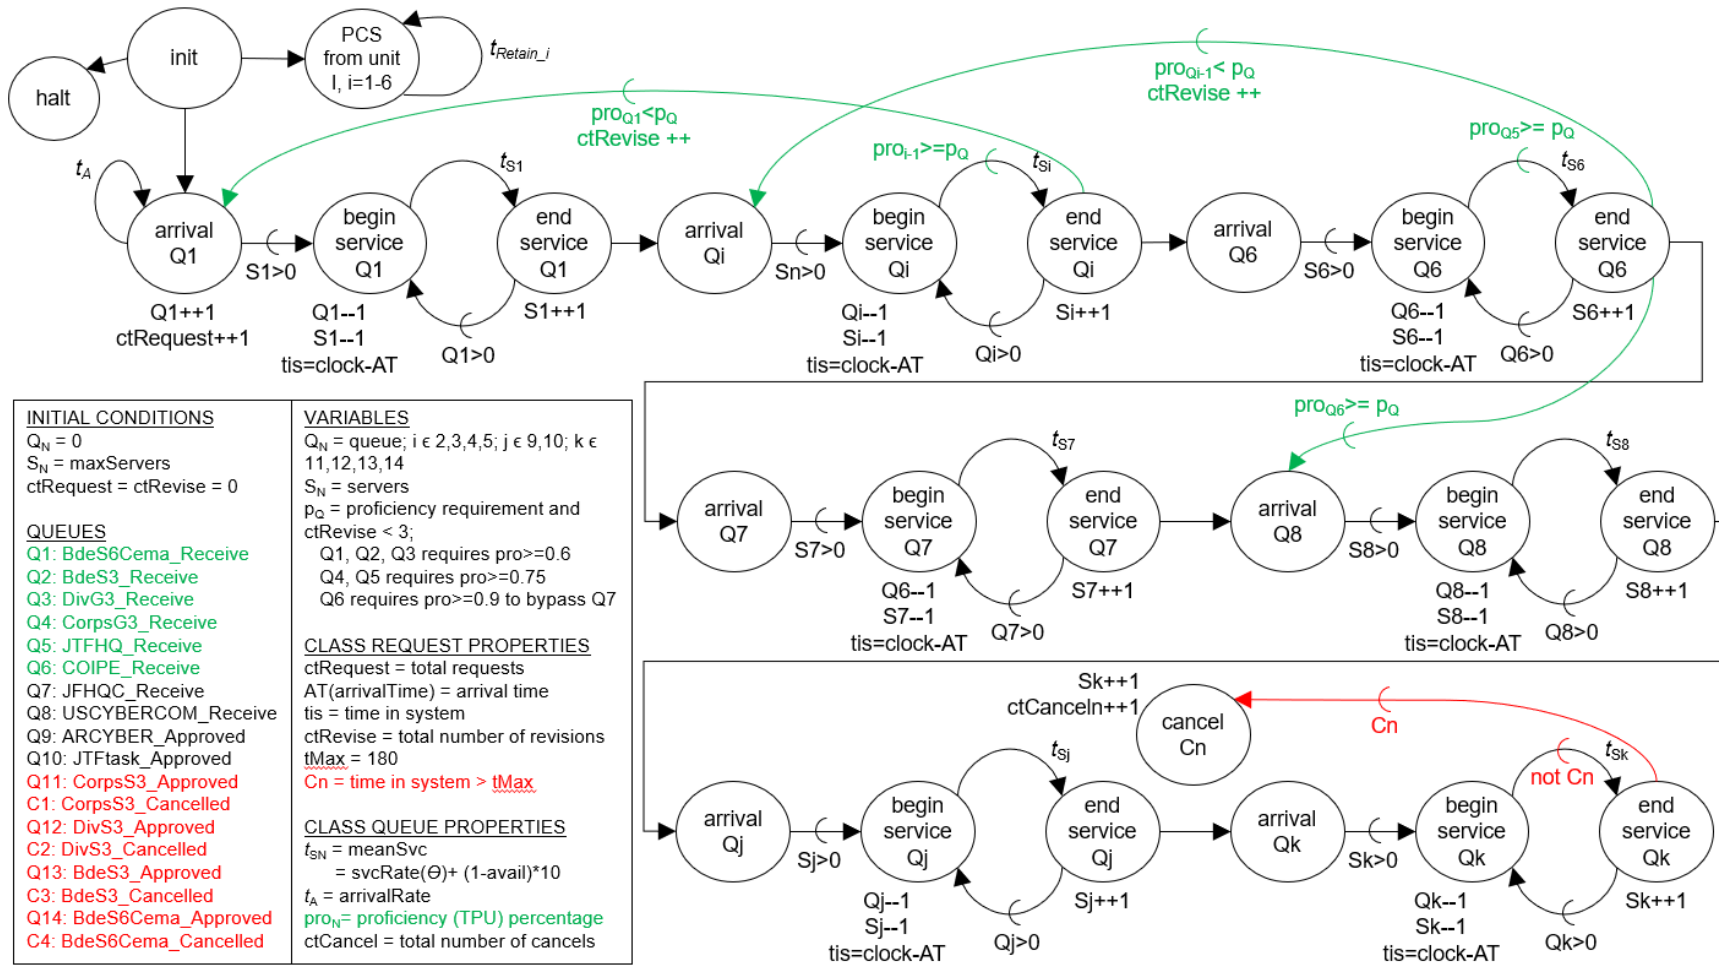 init
halt
PCS
from unit
I, i=1-6
tRetain_i
proQ1<pQ
ctRevise ++
proQi-1< pQ
ctRevise ++
tA
arrival
Q1
Q1++1
ctRequest++1
S1>0
begin
service
Q1
Q1--1
S1--1
tis=clock-AT
tS1
Q1>0
end
service
Q1
S1++1
arrival
Qi
Sn>0
begin
service
Qi
Qi--1
Si--1
tis=clock-AT
proi-1>=pQ
tSi
Qi>0
end
service
Qi
Si++1
arrival
Q6
S6>0
begin
service
Q6
Q6--1
S6--1
tis=clock-AT
proQ5>= pQ
tS6
Q6>0
end
service
Q6
S6++1
proQ6>= pQ
INITIAL CONDITIONS
QN = 0
SN = maxServers
ctRequest = ctRevise = 0
QUEUES
Q1: BdeS6Cema_Receive
Q2: BdeS3_Receive
Q3: DivG3_Receive
Q4: CorpsG3_Receive
Q5: JTFHQ_Receive
Q6: COIPE_Receive
Q7: JFHQC_Receive
Q8: USCYBERCOM_Receive
Q9: ARCYBER_Approved
Q10: JTFtask_Approved
Q11: CorpsS3_Approved
C1: CorpsS3_Cancelled
Q12: DivS3_Approved
C2: DivS3_Cancelled
Q13: BdeS3_Approved
C3: BdeS3_Cancelled
Q14: BdeS6Cema_Approved
C4: BdeS6Cema_Cancelled
VARIABLES
QN = queue; i ϵ 2,3,4,5; j ϵ 9,10; k ϵ
11,12,13,14
SN = servers
pQ = proficiency requirement and
ctRevise < 3;
Q1, Q2, Q3 requires pro>=0.6
Q4, Q5 requires pro>=0.75
Q6 requires pro>=0.9 to bypass Q7
CLASS REQUEST PROPERTIES
ctRequest = total requests
AT(arrivalTime) = arrival time
tis = time in system
ctRevise = total number of revisions
tMax = 180
Cn = time in system > tMax
CLASS QUEUE PROPERTIES
tSN = meanSvc
= svcRate(Θ)+ (1-avail)*10
tA = arrivalRate
proN= proficiency (TPU) percentage
ctCancel = total number of cancels
arrival
Q7
S7>0
begin
service
Q7
Q6--1
S7--1
tis=clock-AT
tS7
Q7>0
end
service
Q7
S7++1
arrival
Q8
S8>0
begin
service
Q8
Q8--1
S8--1
tis=clock-AT
tS8
Q8>0
end
service
Q8
S8++1
Sk++1
ctCanceln++1
cancel
Cn
Cn
arrival
Qj
Sj>0
begin
service
Qj
Qj--1
Sj--1
tis=clock-AT
tSj
Qj>0
end
service
Qj
Sj++1
arrival
Qk
Sk>0
begin
service
Qk
Qk--1
Sk--1
tis=clock-AT
tSk
not Cn
Qk>0
end
service
Qk
Sk++1